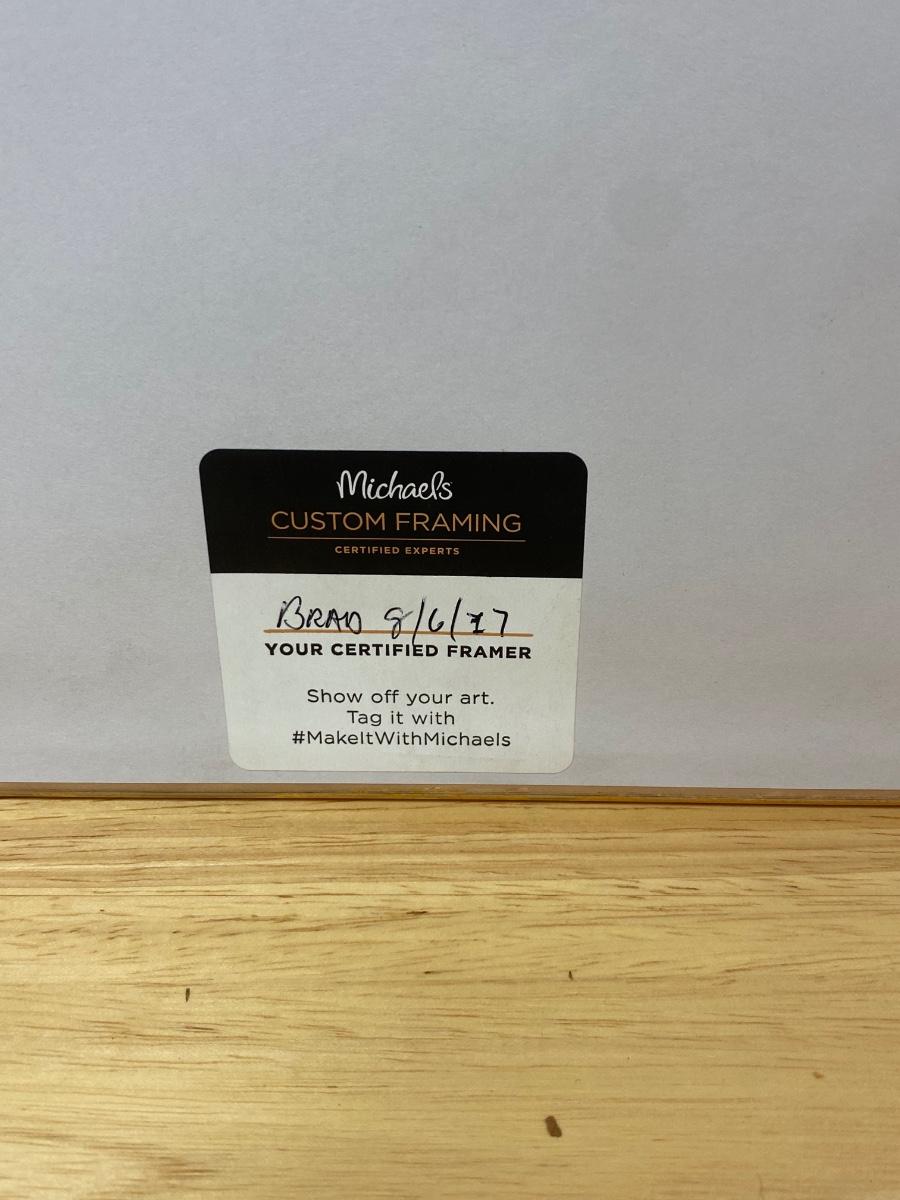 Michaels
CUSTOM FRAMING
CERTIFIED EXPERTS
BRAD 8/6/17
YOUR CERTIFIED FRAMER
Show off your art.
Tag it with
#MakeItWithMichaels